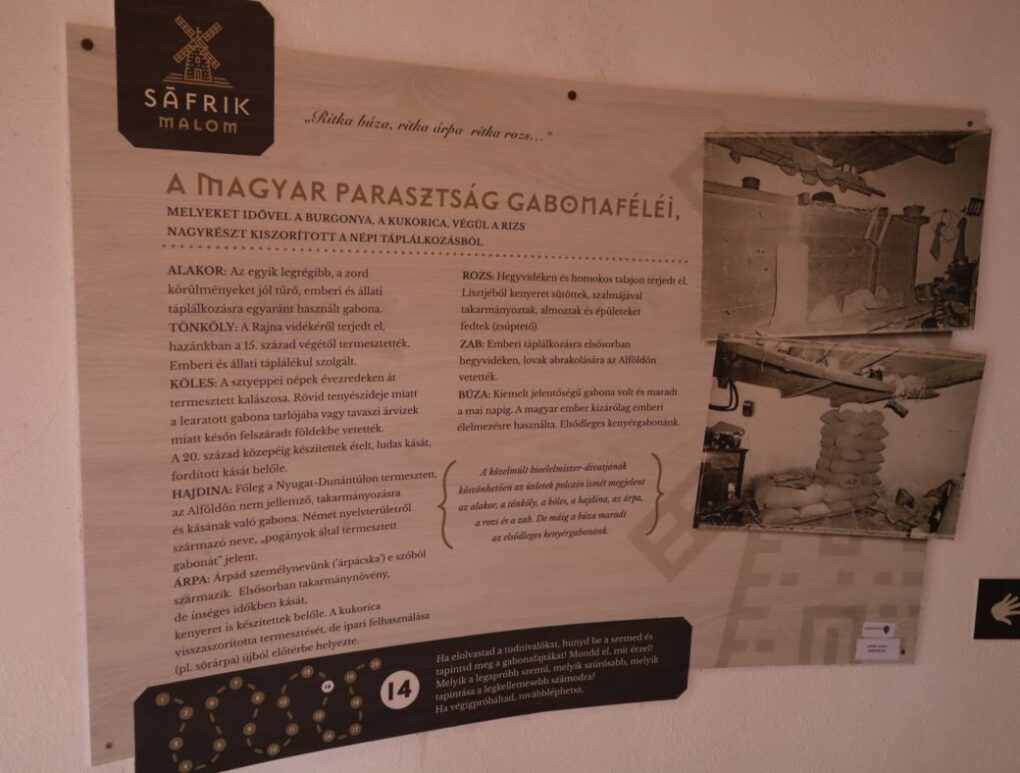 SĀFRIK
MALOM
„Ritka búza, ritka árpa ritka rozs...”
A MAGYAR PARASZTSÁG GABONAFÉLÉI,
MELYEKET IDŐVEL A BURGONYA, A KUKORICA, VÉGÜL A RIZS
NAGYRÉSZT KISZORÍTOTT A NÉPI TÁPLÁLKOZÁSBÓL
ALAKOR: Az egyik legrégibb, a zord
körülményeket jól tűrő, emberi és állati
táplálkozásra egyaránt használt gabona.
TÖNKÖLY: A Rajna vidékéről terjedt el,
hazánkban a 15. század végétől termesztették.
Emberi és állati táplálékul szolgált.
KÖLES: A sztyeppei népek évezredeken át
termesztett kalászosa. Rövid tenyészideje miatt
a learatott gabona tarlójába vagy tavaszi árvizek
miatt későn felszáradt földekbe vetették.
A 20. század közepéig készítettek ételt, ludas kását,
fordított kását belőle.
HAJDINA: Főleg a Nyugat-Dunántúlon termesztett,
az Alföldön nem jellemző, takarmányozásra
és kásának való gabona. Német nyelvterületről
származó neve, „pogányok által termesztett
gabonát” jelent.
ÁRPA: Árpád személynevünk ('árpácska') e szóból
származik. Elsősorban takarmánynövény,
de ínséges időkben kását,
kenyeret is készítettek belőle. A kukorica
visszaszorította termesztését, de ipari felhasználása
(pl. sörárpa) újból előtérbe helyezte.
ROZS: Hegyvidéken és homokos talajon terjedt el.
Lisztjéből kenyeret sütöttek, szalmájával
takarmányoztak, almoztak és épületeket
fedtek (zsúptető).
ZAB: Emberi táplálkozásra elsősorban
hegyvidéken, lovak abrakolására az Alföldön
vetették.
BÚZA: Kiemelt jelentőségű gabona volt és maradt
a mai napig. A magyar ember kizárólag emberi
élelmezésre használta. Elsődleges kenyérgabonánk.
A közelmúlt bioélelmiszer-divatjának
köszönhetően az üzletek polcain ismét megjelent
az alakor, a tönköly, a köles, a hajdina, az árpa,
a rozs és a zab. De máig a búza maradt
az elsődleges kenyérgabonánk.
14
Ha elolvastad a tudnivalókat, hunyd be a szemed és
tapintsd meg a gabonafajtákat! Mondd el, mit érzel!
Melyik a legapróbb szemű, melyik szúrósabb, melyik
tapintása a legkellemesebb számodra?
Ha végigpróbáltad, továbbléphetsz.